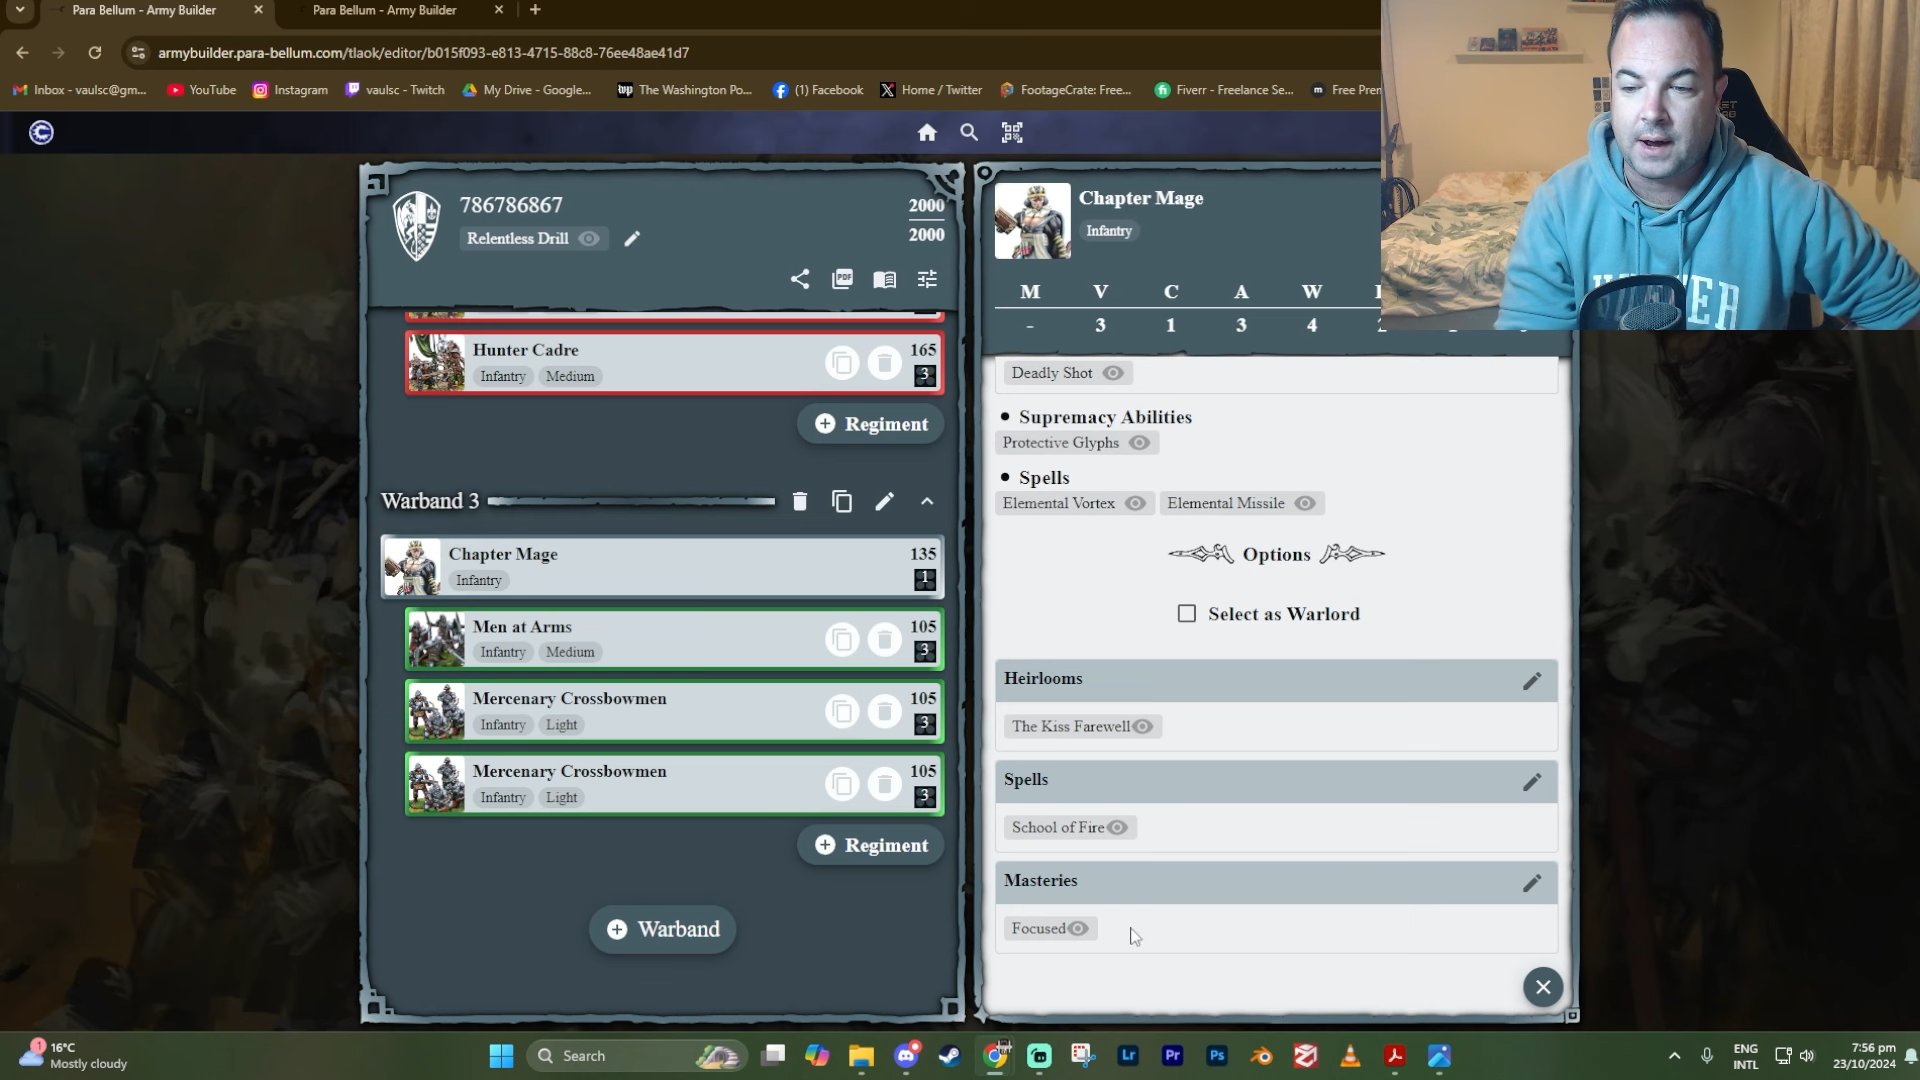 Para Bellum - Army Builder
Para Bellum - Army Builder
armybuilder.para-bellum.com/tlaok/editor/b015f093-e813-4715-88c8-76ee48ae41d7
Inbox - vaulsc@gm...
YouTube
Instagram
vaulsc - Twitch
My Drive - Google...
The Washington Po...
(1) Facebook
Home / Twitter
FootageCrate: Free...
Fiverr - Freelance Se...
Free Pren
786786867
2000
Relentless Drill
2000
PDF
Hunter Cadre
165
Infantry
Medium
3
Regiment
Warband 3
Chapter Mage
135
Infantry
1
Men at Arms
105
Infantry
Medium
3
Mercenary Crossbowmen
105
Infantry
Light
3
Mercenary Crossbowmen
105
Infantry
Light
3
Regiment
Warband
Chapter Mage
Infantry
M V C A W
- 3 1 3 4
Deadly Shot
Supremacy Abilities
Protective Glyphs
Spells
Elemental Vortex
Elemental Missile
Options
Select as Warlord
Heirlooms
The Kiss Farewell
Spells
School of Fire
Masteries
Focused
1
16°C
Mostly cloudy
Search
Lr
Pr
Ps
ENG
INTL
7:56 pm
23/10/2024